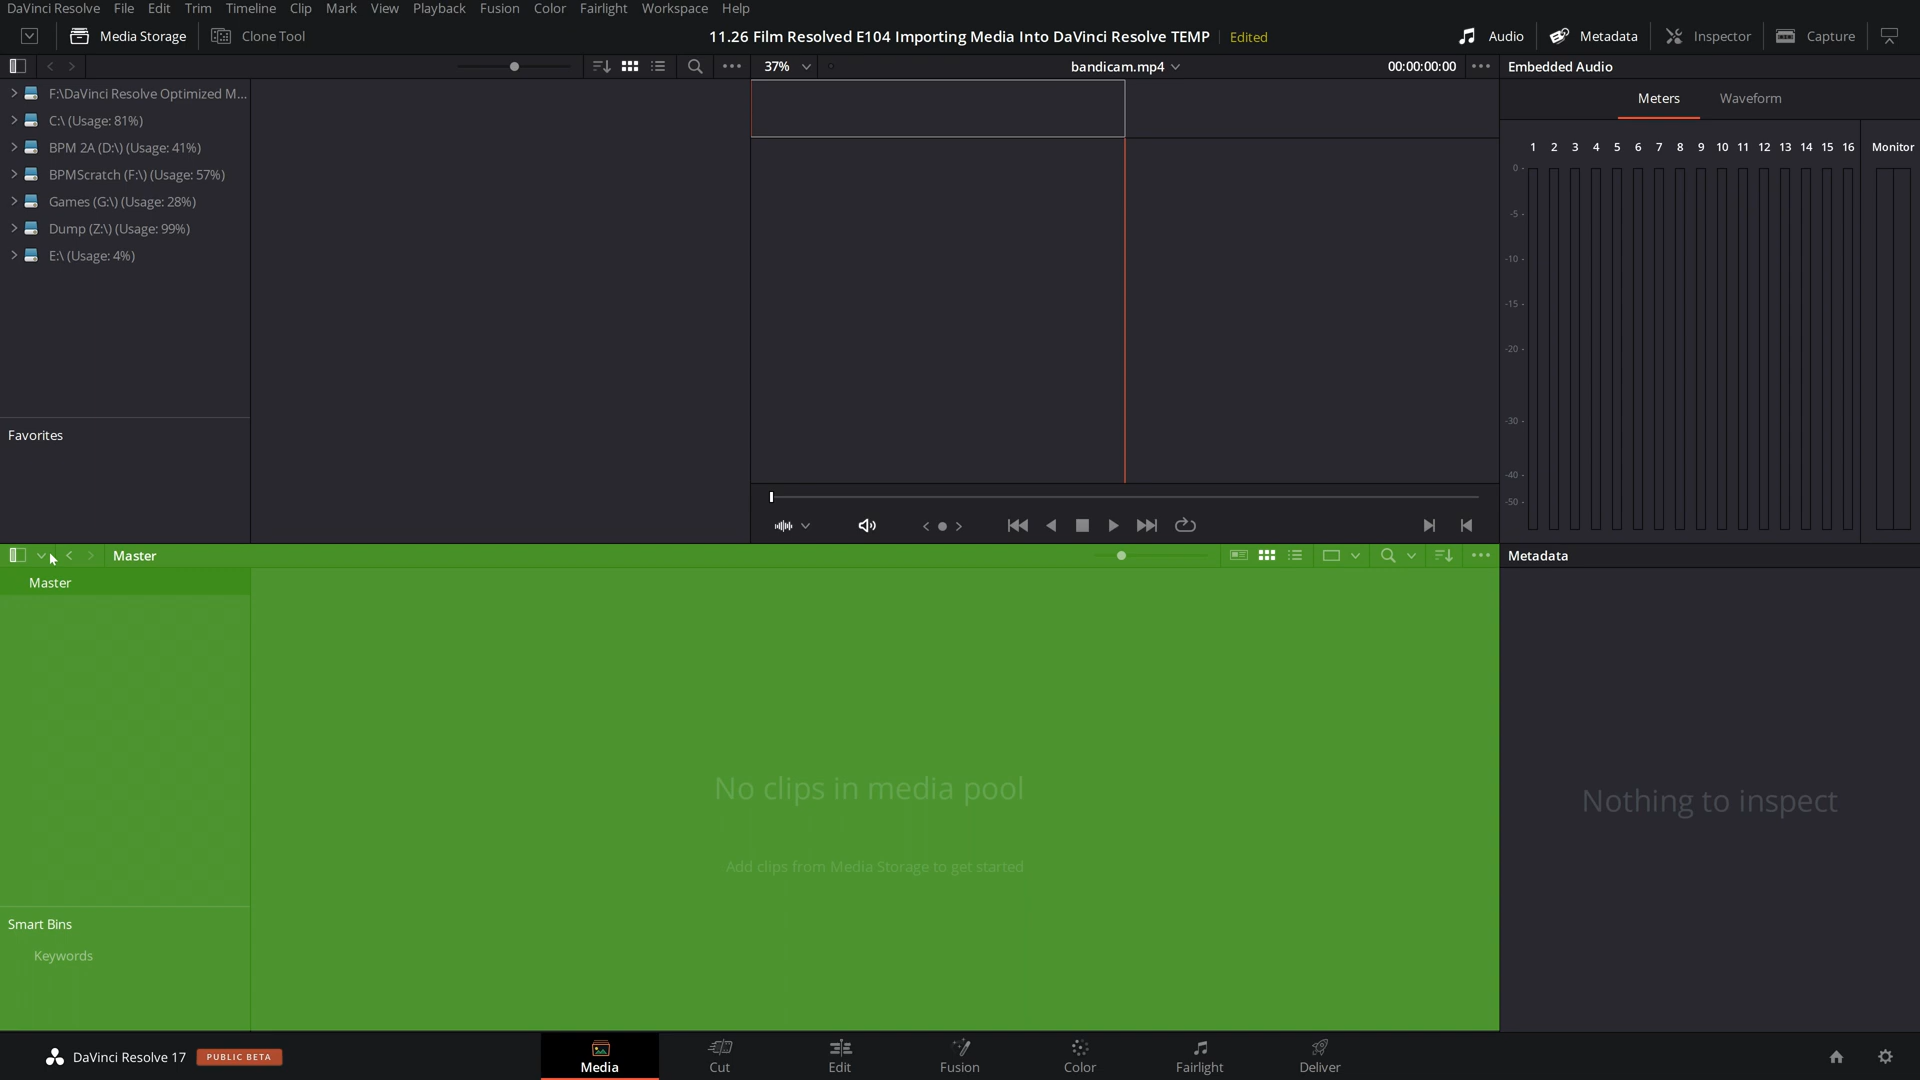 DaVinci Resolve File Edit Trim Timeline Clip Mark View Playback Fusion Color Fairlight Workspace Help
Media Storage Clone Tool 11.26 Film Resolved E104 Importing Media Into DaVinci Resolve TEMP Edited Audio Metadata Inspector Capture
37% bandicam.mp4 00:00:00:00 Embedded Audio
F:\DaVinci Resolve Optimized M...
C:\ (Usage: 81%)
BPM 2A (D:\) (Usage: 41%)
BPMScratch (F:\) (Usage: 57%)
Games (G:\) (Usage: 28%)
Dump (Z:\) (Usage: 99%)
E:\ (Usage: 4%)
Favorites
Meters Waveform
1 2 3 4 5 6 7 8 9 10 11 12 13 14 15 16 Monitor
0 -
-5 -
-10 -
-15 -
-20 -
-30 -
-40 -
-50 -
Master
Metadata
Master
No clips in media pool
Add clips from Media Storage to get started
Nothing to inspect
Smart Bins
Keywords
DaVinci Resolve 17 PUBLIC BETA
Media Cut Edit Fusion Color Fairlight Deliver